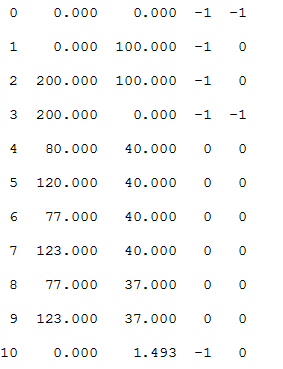 0 0.000 0.000 -1 -1
1 0.000 100.000 -1 0
2 200.000 100.000 -1 0
3 200.000 0.000 -1 -1
4 80.000 40.000 0 0
5 120.000 40.000 0 0
6 77.000 40.000 0 0
7 123.000 40.000 0 0
8 77.000 37.000 0 0
9 123.000 37.000 0 0
10 0.000 1.493 -1 0